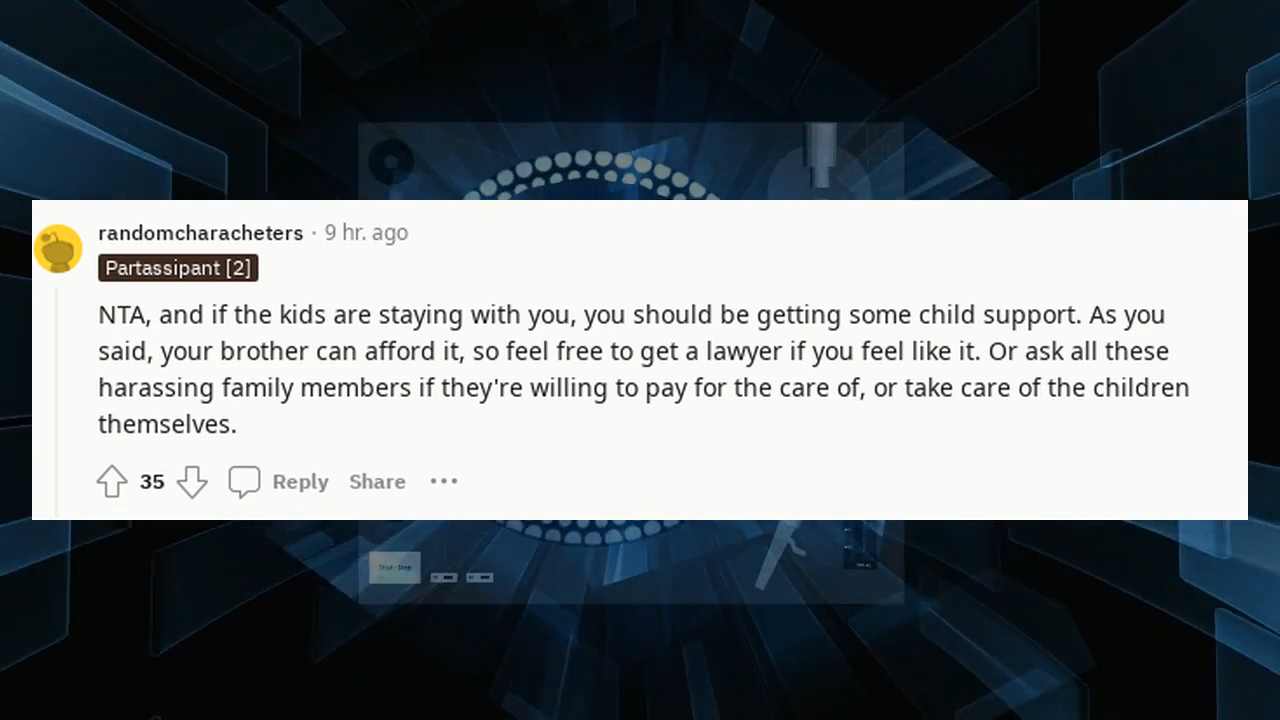 randomcharacheters · 9 hr. ago
Partassipant [2]
NTA, and if the kids are staying with you, you should be getting some child support. As you
said, your brother can afford it, so feel free to get a lawyer if you feel like it. Or ask all these
harassing family members if they're willing to pay for the care of, or take care of the children
themselves.
35 Reply Share •••